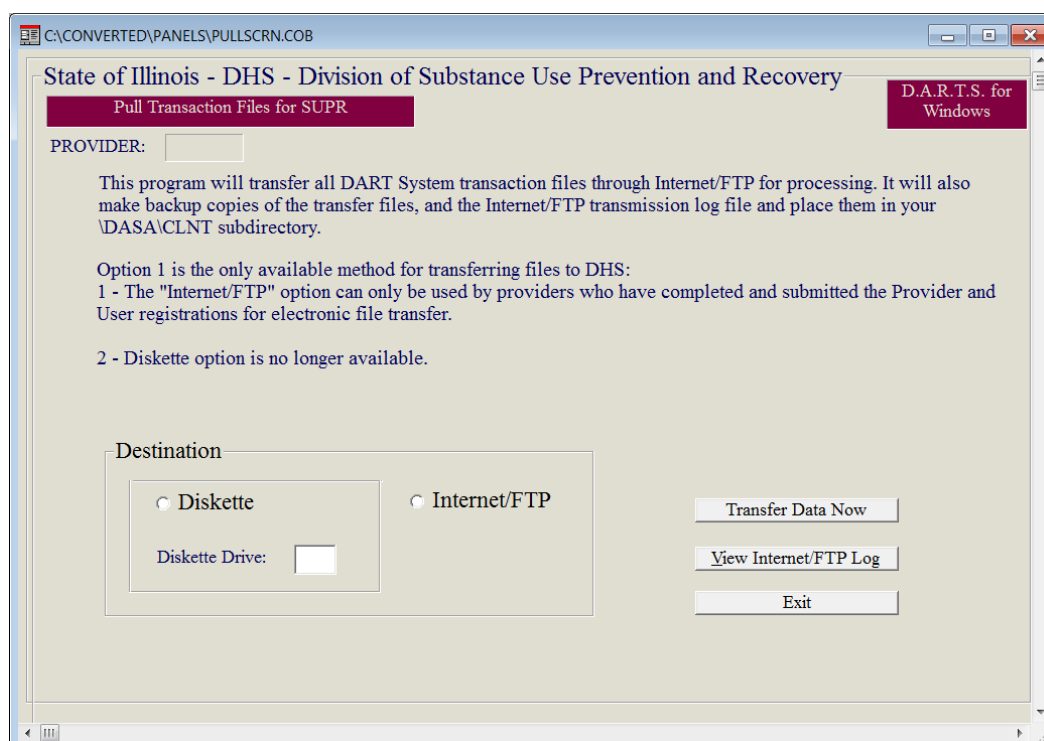 C:\CONVERTED\PANELS\PULLSCRN.COB
State of Illinois - DHS - Division of Substance Use Prevention and Recovery
Pull Transaction Files for SUPR
D.A.R.T.S. for
Windows
PROVIDER:
This program will transfer all DART System transaction files through Internet/FTP for processing. It will also
make backup copies of the transfer files, and the Internet/FTP transmission log file and place them in your
\DASA\CLNT subdirectory.
Option 1 is the only available method for transferring files to DHS:
1 - The "Internet/FTP" option can only be used by providers who have completed and submitted the Provider and
User registrations for electronic file transfer.
2 - Diskette option is no longer available.
Destination
Diskette
Internet/FTP
Diskette Drive:
Transfer Data Now
View Internet/FTP Log
Exit